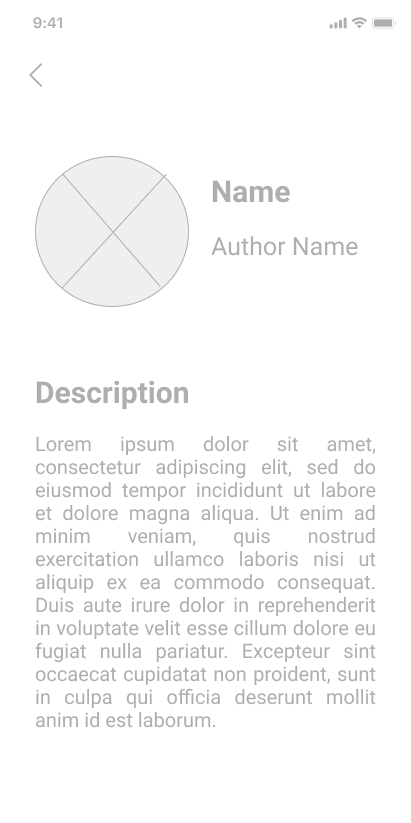 9:41
Name
Author Name
Description
Lorem ipsum dolor sit amet,
consectetur adipiscing elit, sed do
eiusmod tempor incididunt ut labore
et dolore magna aliqua. Ut enim ad
minim veniam, quis nostrud
exercitation ullamco laboris nisi ut
aliquip ex ea commodo consequat.
Duis aute irure dolor in reprehenderit
in voluptate velit esse cillum dolore eu
fugiat nulla pariatur. Excepteur sint
occaecat cupidatat non proident, sunt
in culpa qui officia deserunt mollit
anim id est laborum.